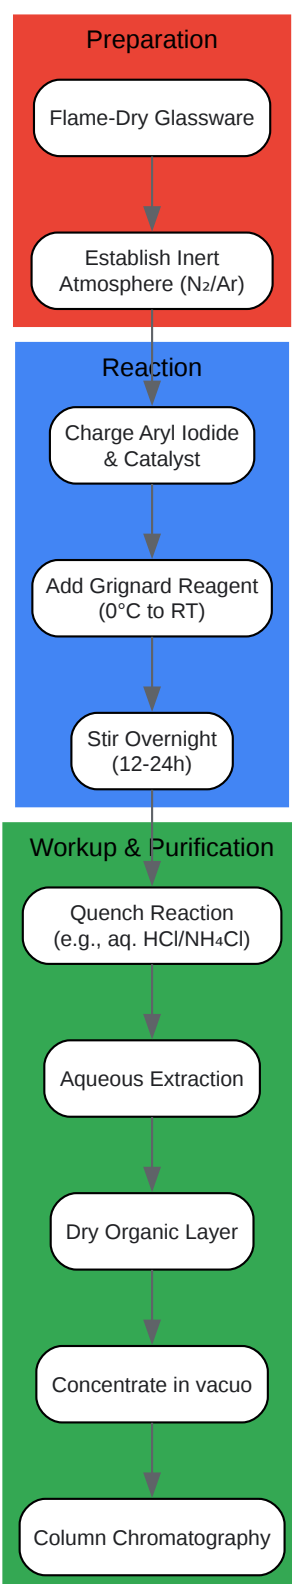 Preparation
Flame-Dry Glassware
Establish Inert
Atmosphere (N₂/Ar)
Reaction
Charge Aryl Iodide
& Catalyst
Add Grignard Reagent
(0°C to RT)
Stir Overnight
(12-24h)
Workup & Purification
Quench Reaction
(e.g., aq. HCl/NH₄Cl)
Aqueous Extraction
Dry Organic Layer
Concentrate in vacuo
Column Chromatography